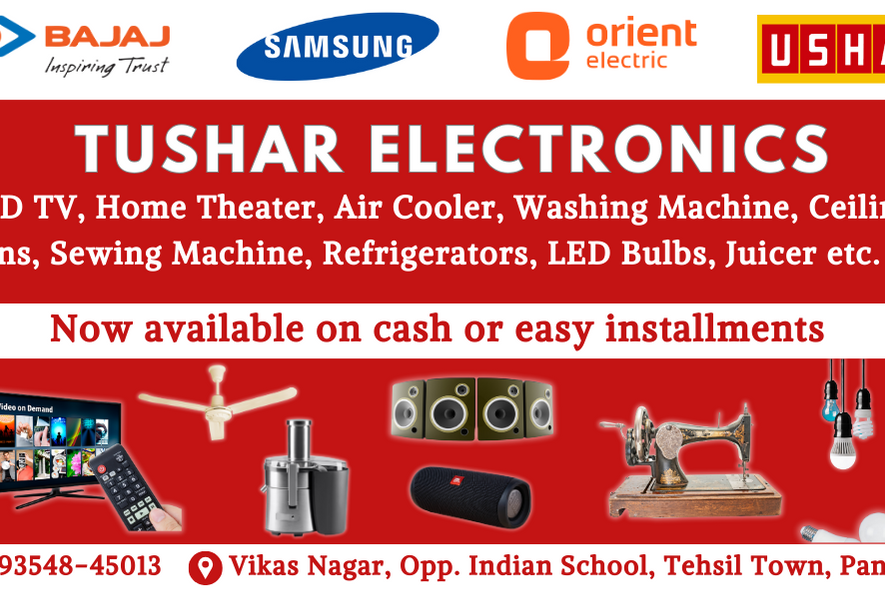 BAJAJ
Inspiring Trust
SAMSUNG
orient
electric
USHA
TUSHAR ELECTRONICS
D TV, Home Theater, Air Cooler, Washing Machine, Ceilin
ns, Sewing Machine, Refrigerators, LED Bulbs, Juicer etc.
Now available on cash or easy installments
Video on Demand
JBL
93548-45013
Vikas Nagar, Opp. Indian School, Tehsil Town, Pan